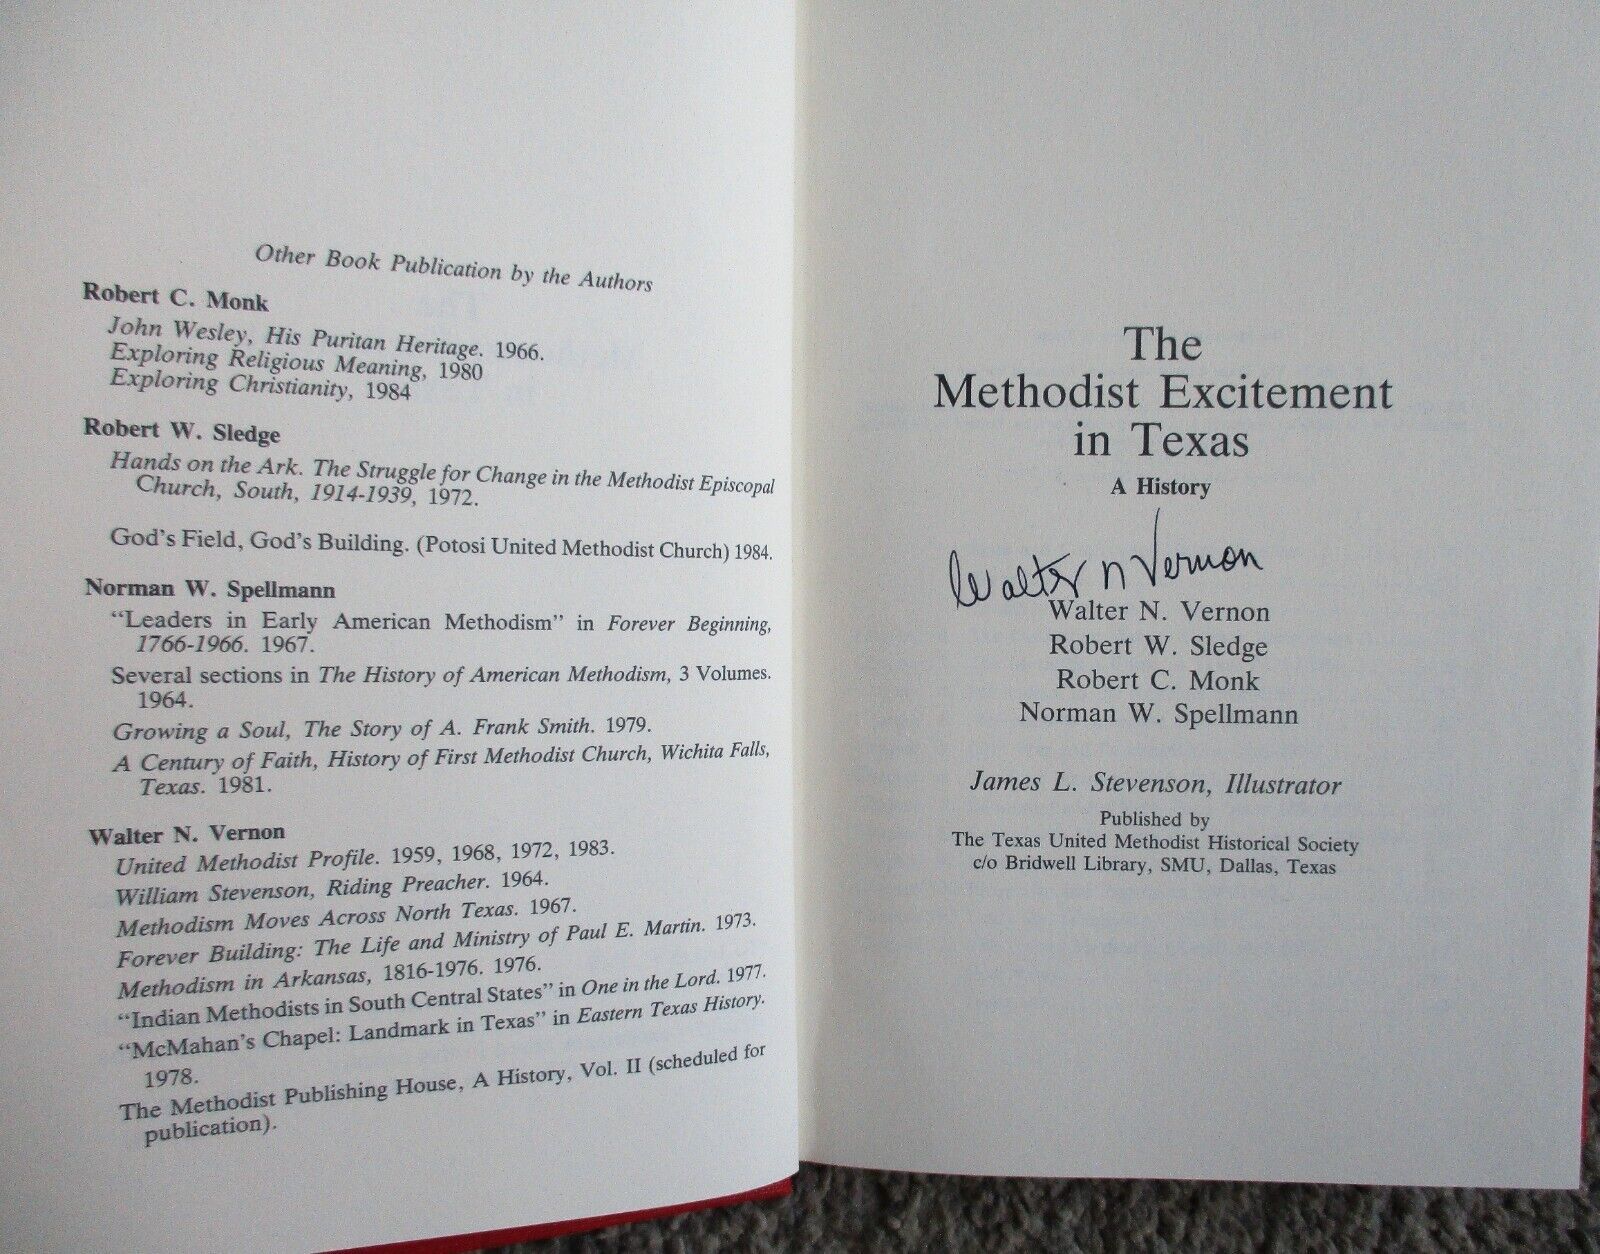 Other Book Publication by the Authors
Robert C. Monk
John Wesley, His Puritan Heritage. 1966.
Exploring Religious Meaning, 1980
Exploring Christianity, 1984
Robert W. Sledge
Hands on the Ark. The Struggle for Change in the Methodist Episcopal
Church, South, 1914-1939, 1972.
God's Field, God's Building. (Potosi United Methodist Church) 1984.
Norman W. Spellmann
"Leaders in Early American Methodism" in Forever Beginning,
1766-1966. 1967.
Several sections in The History of American Methodism, 3 Volumes.
1964.
Growing a Soul, The Story of A. Frank Smith. 1979.
A Century of Faith, History of First Methodist Church, Wichita Falls,
Texas. 1981.
Walter N. Vernon
United Methodist Profile. 1959, 1968, 1972, 1983.
William Stevenson, Riding Preacher. 1964.
Methodism Moves Across North Texas. 1967.
Forever Building: The Life and Ministry of Paul E. Martin. 1973.
Methodism in Arkansas, 1816-1976. 1976.
"Indian Methodists in South Central States" in One in the Lord. 1977.
"McMahan's Chapel: Landmark in Texas" in Eastern Texas History.
1978.
The Methodist Publishing House, A History, Vol. II (scheduled for
publication).
The
Methodist Excitement
in Texas
A History
Walter n Vernon
Walter N. Vernon
Robert W. Sledge
Robert C. Monk
Norman W. Spellmann
James L. Stevenson, Illustrator
Published by
The Texas United Methodist Historical Society
c/o Bridwell Library, SMU, Dallas, Texas